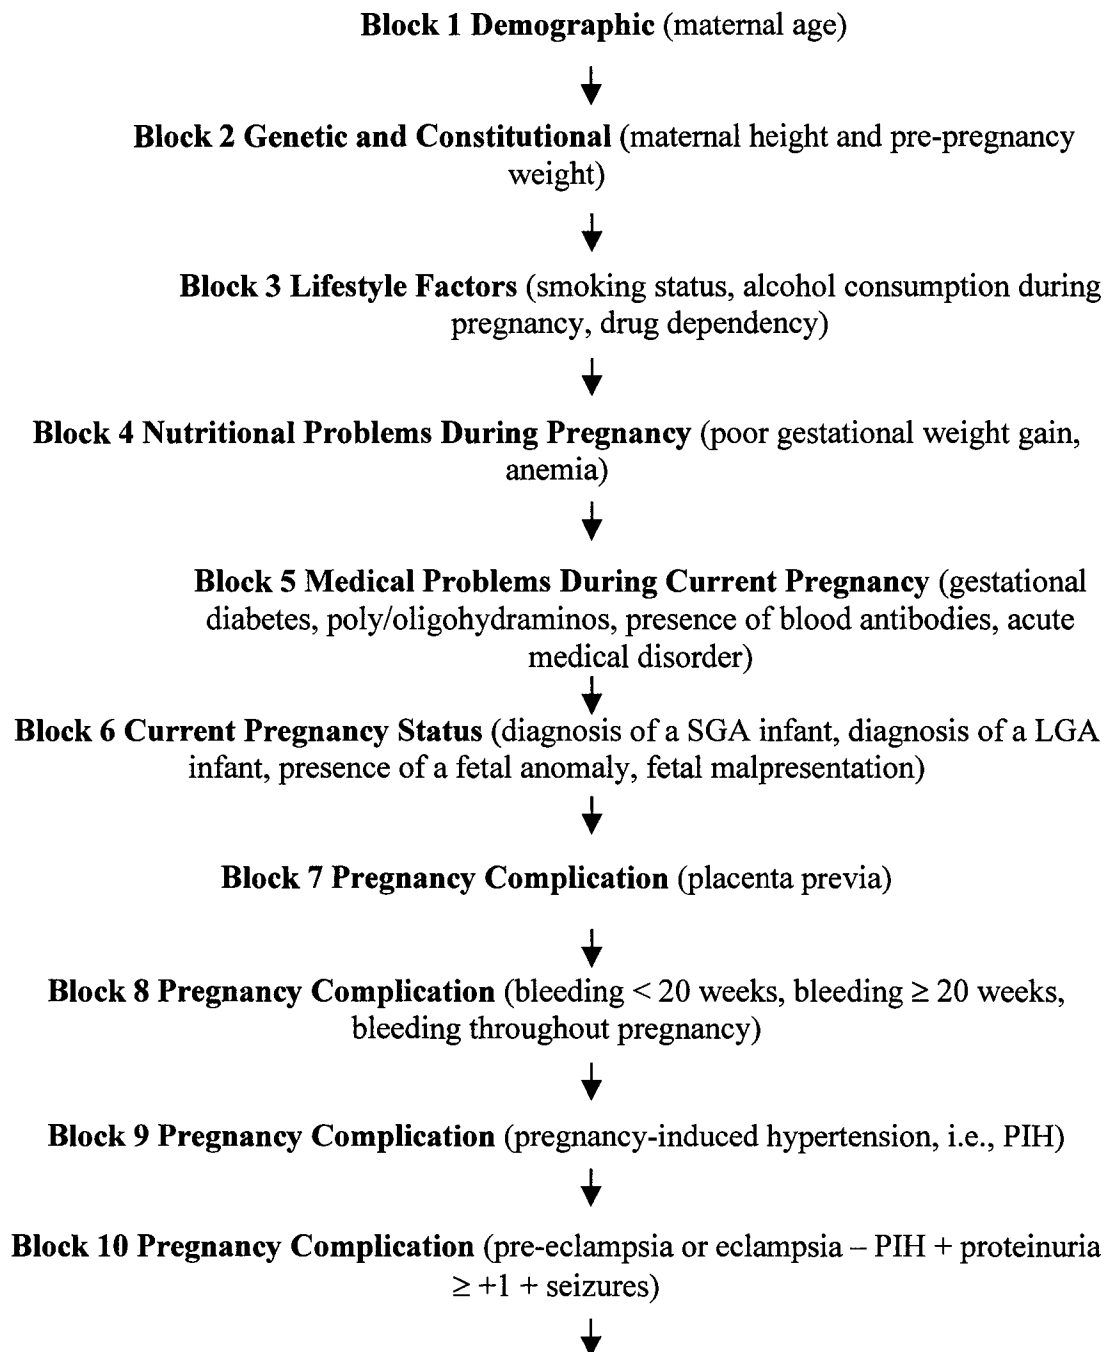 Block 1 Demographic (maternal age)
Block 2 Genetic and Constitutional (maternal height and pre-pregnancy
weight)
Block 3 Lifestyle Factors (smoking status, alcohol consumption during
pregnancy, drug dependency)
Block 4 Nutritional Problems During Pregnancy (poor gestational weight gain,
anemia)
Block 5 Medical Problems During Current Pregnancy (gestational
diabetes, poly/oligohydraminos, presence of blood antibodies, acute
medical disorder)
Block 6 Current Pregnancy Status (diagnosis of a SGA infant, diagnosis of a LGA
infant, presence of a fetal anomaly, fetal malpresentation)
Block 7 Pregnancy Complication (placenta previa)
Block 8 Pregnancy Complication (bleeding < 20 weeks, bleeding ≥ 20 weeks,
bleeding throughout pregnancy)
Block 9 Pregnancy Complication (pregnancy-induced hypertension, i.e., PIH)
Block 10 Pregnancy Complication (pre-eclampsia or eclampsia – PIH + proteinuria
≥ +1 + seizures)